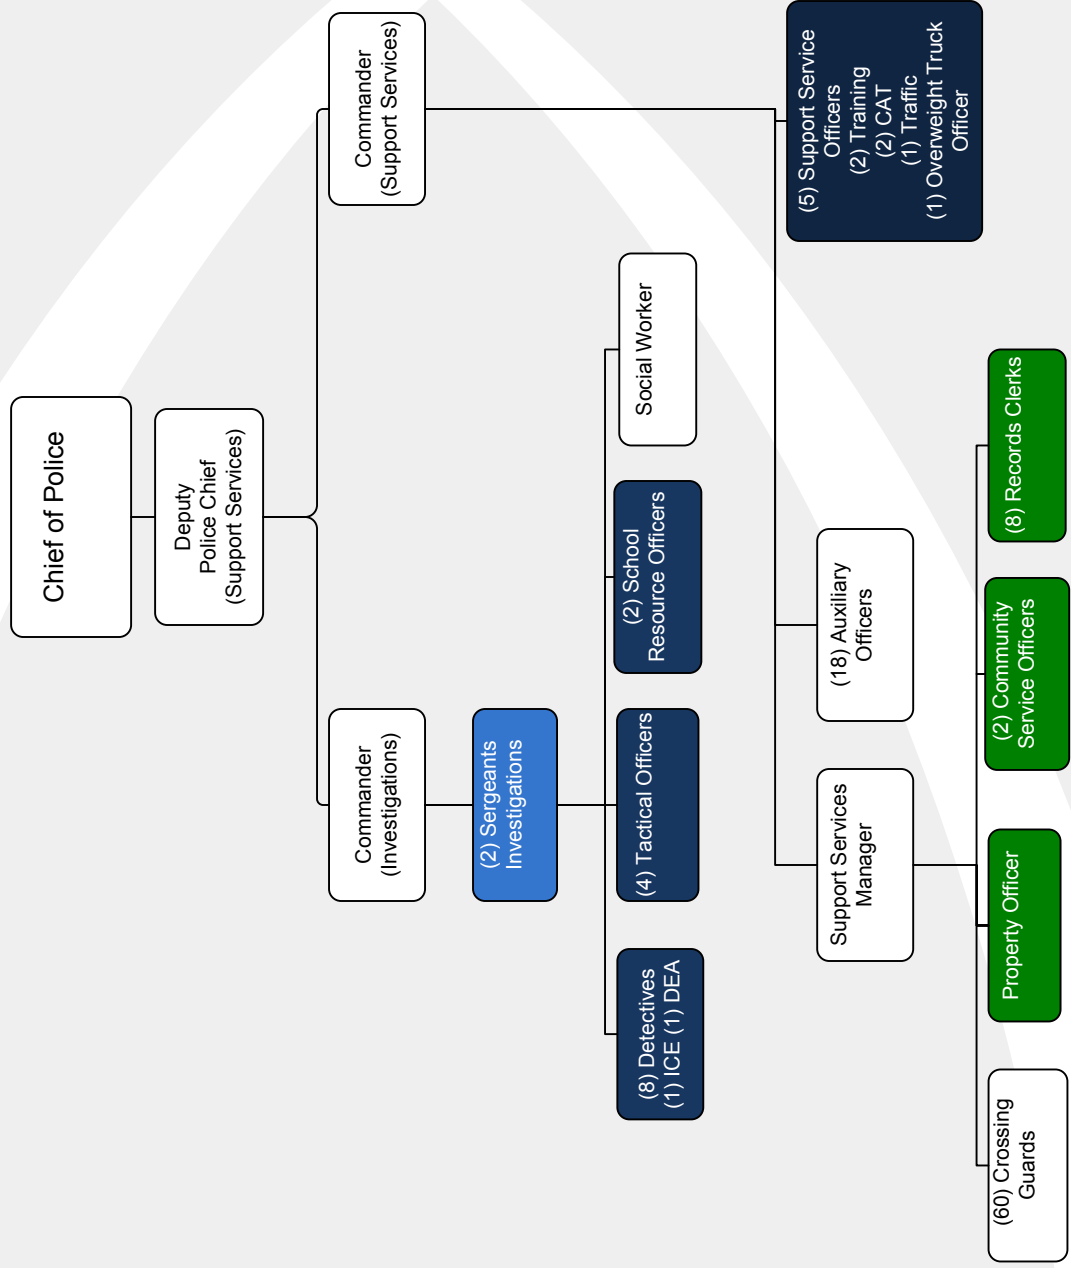 Chief of Police
Deputy
Police Chief
(Support Services)
Commander
(Investigations)
Commander
(Support Services)
(2) Sergeants
Investigations
(8) Detectives
(1) ICE (1) DEA
(4) Tactical Officers
(2) School
Resource Officers
Social Worker
Support Services
Manager
(18) Auxiliary
Officers
(5) Support Service
Officers
(2) Training
(2) CAT
(1) Traffic
(1) Overweight Truck
Officer
(60) Crossing
Guards
Property Officer
(2) Community
Service Officers
(8) Records Clerks